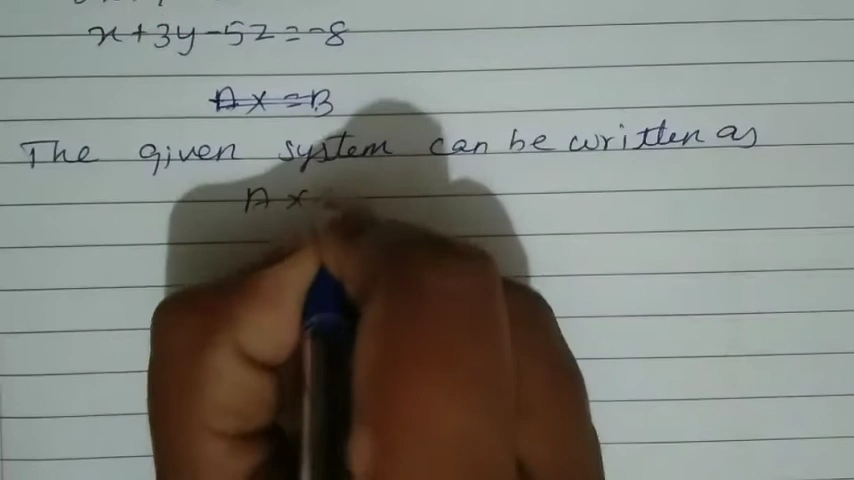 x+3y-5z=-8
AX=B
The given system can be written as
AX